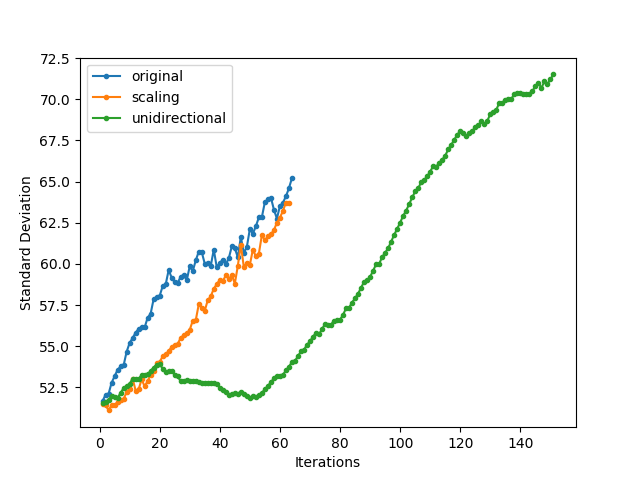 72.5
70.0
67.5
65.0
62.5
60.0
57.5
55.0
52.5
Standard Deviation
original
scaling
unidirectional
0 20 40 60 80 100 120 140
Iterations